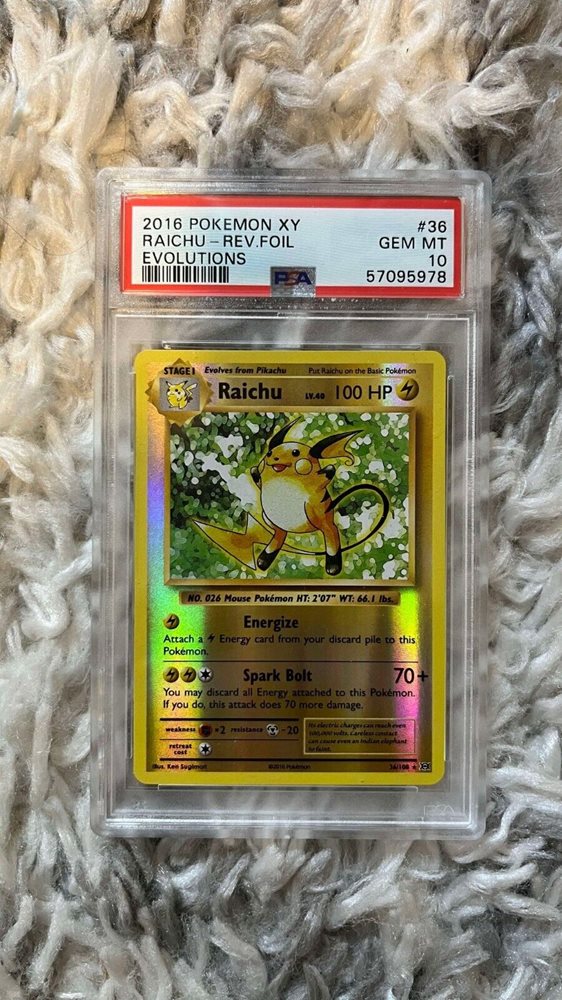 2016 POKEMON XY #36
RAICHU - REV.FOIL GEM MT
EVOLUTIONS 10
PSA 57095978
STAGE 1 Evolves from Pikachu Put Raichu on the Basic Pokémon
Raichu LV.40 100 HP
NO. 026 Mouse Pokémon HT: 2'07" WT: 66.1 lbs.
Energize
Attach a Energy card from your discard pile to this
Pokémon.
Spark Bolt 70+
You may discard all Energy attached to this Pokémon.
If you do, this attack does 70 more damage.
weakness ×2 resistance -20
retreat
cost
Its electric charges can reach even
100,000 volts. Careless contact
can cause even an Indian elephant
to faint.
Illus. Ken Sugimori ©2016 Pokémon 36/108